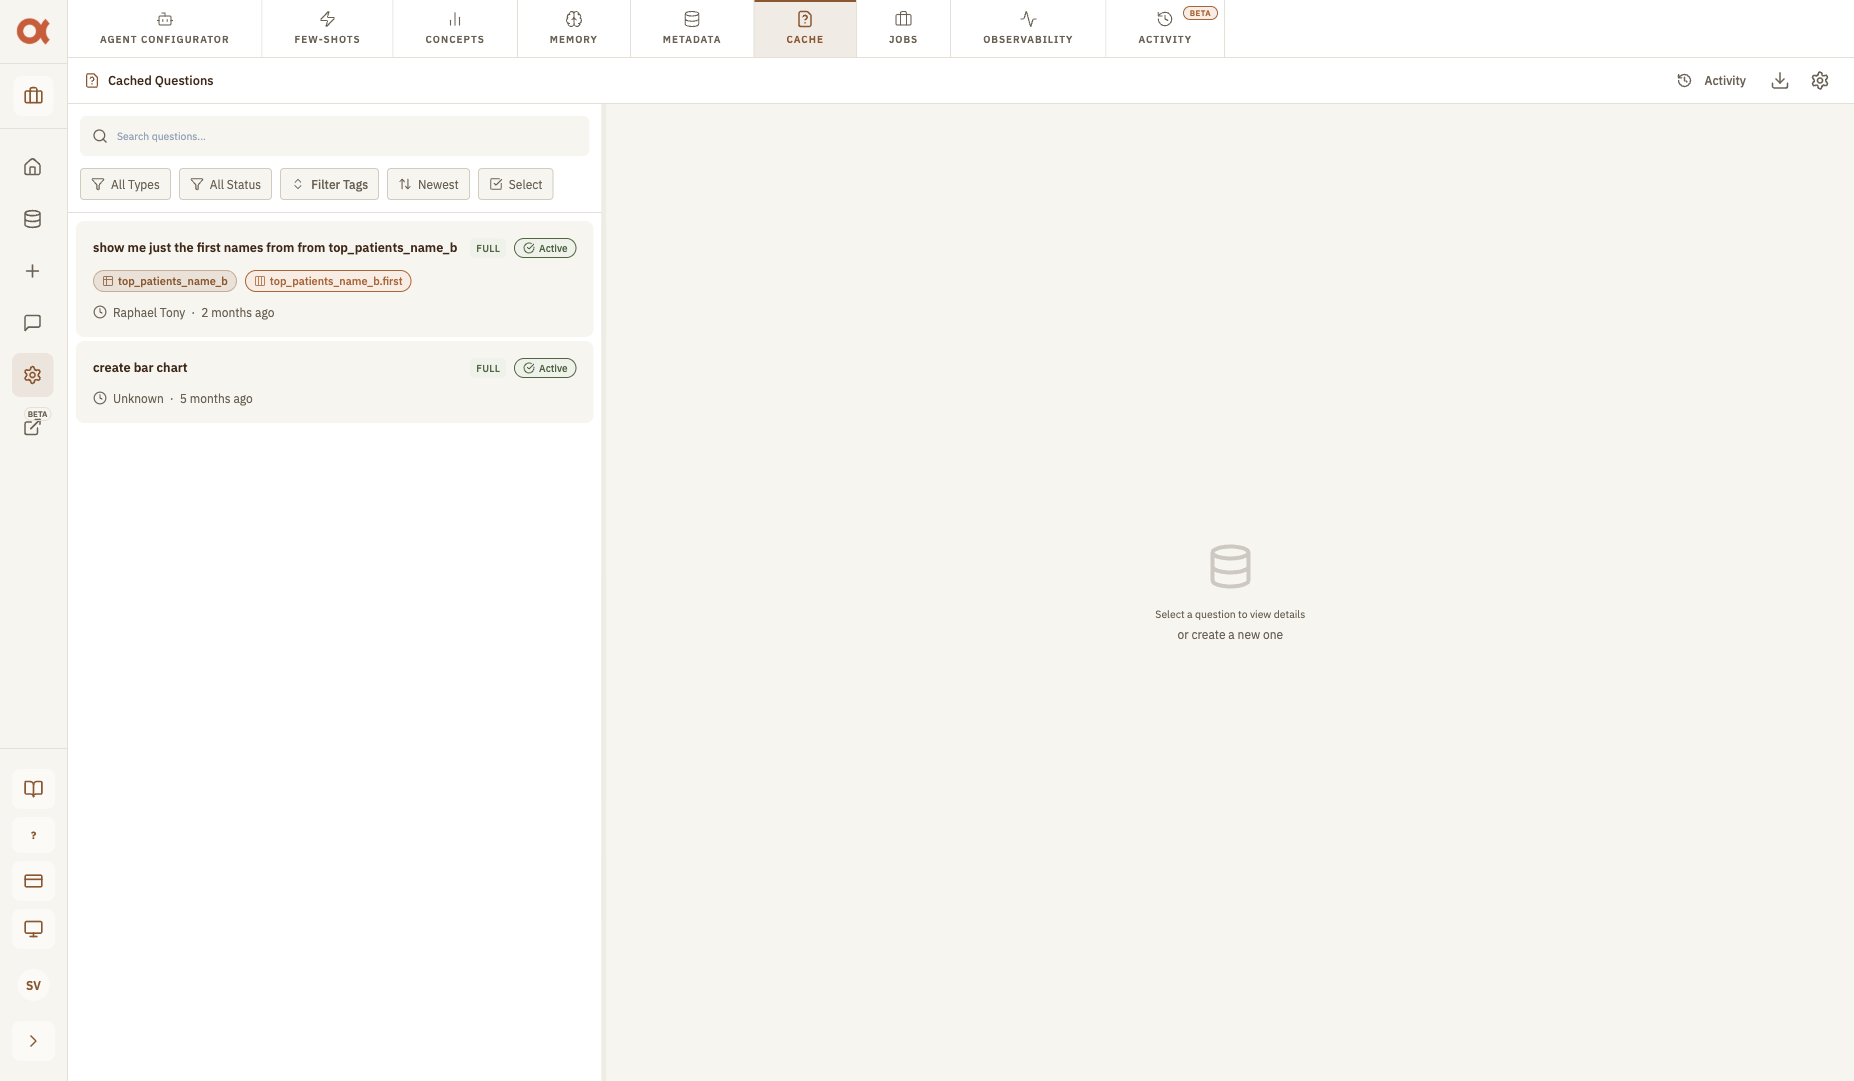 AGENT CONFIGURATOR
FEW-SHOTS
CONCEPTS
MEMORY
METADATA
CACHE
JOBS
OBSERVABILITY
BETA
ACTIVITY
Cached Questions
Activity
Search questions...
All Types
All Status
Filter Tags
Newest
Select
show me just the first names from from top_patients_name_b
FULL
Active
top_patients_name_b
top_patients_name_b.first
Raphael Tony · 2 months ago
create bar chart
FULL
Active
Unknown · 5 months ago
Select a question to view details
or create a new one
BETA
?
SV